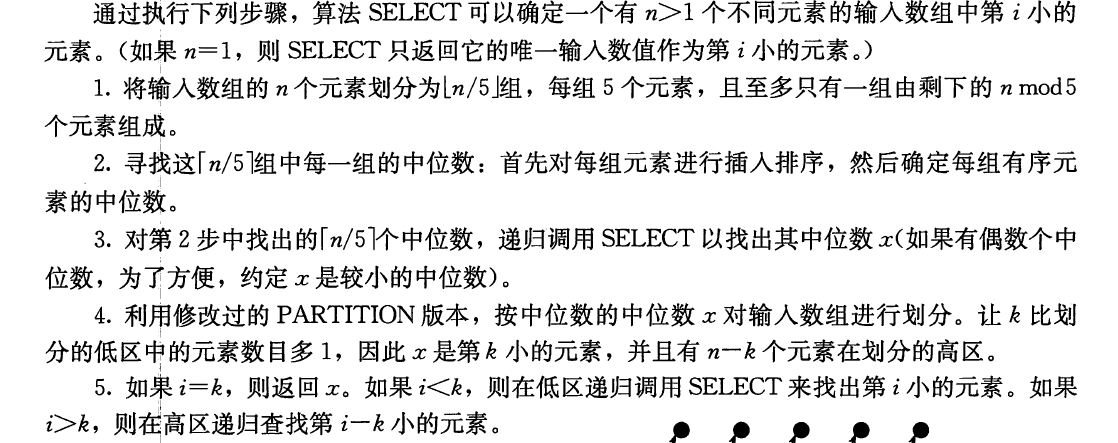 通过执行下列步骤，算法 SELECT 可以确定一个有 n>1 个不同元素的输入数组中第 i 小的
元素。（如果 n=1，则 SELECT 只返回它的唯一输入数值作为第 i 小的元素。）
1. 将输入数组的 n 个元素划分为⌊n/5⌋组，每组 5 个元素，且至多只有一组由剩下的 n mod5
个元素组成。
2. 寻找这⌈n/5⌉组中每一组的中位数：首先对每组元素进行插入排序，然后确定每组有序元
素的中位数。
3. 对第 2 步中找出的⌈n/5⌉个中位数，递归调用 SELECT 以找出其中位数 x(如果有偶数个中
位数，为了方便，约定 x 是较小的中位数)。
4. 利用修改过的 PARTITION 版本，按中位数的中位数 x 对输入数组进行划分。让 k 比划
分的低区中的元素数目多 1，因此 x 是第 k 小的元素，并且有 n−k 个元素在划分的高区。
5. 如果 i=k，则返回 x。如果 i<k，则在低区递归调用 SELECT 来找出第 i 小的元素。如果
i>k，则在高区递归查找第 i−k 小的元素。